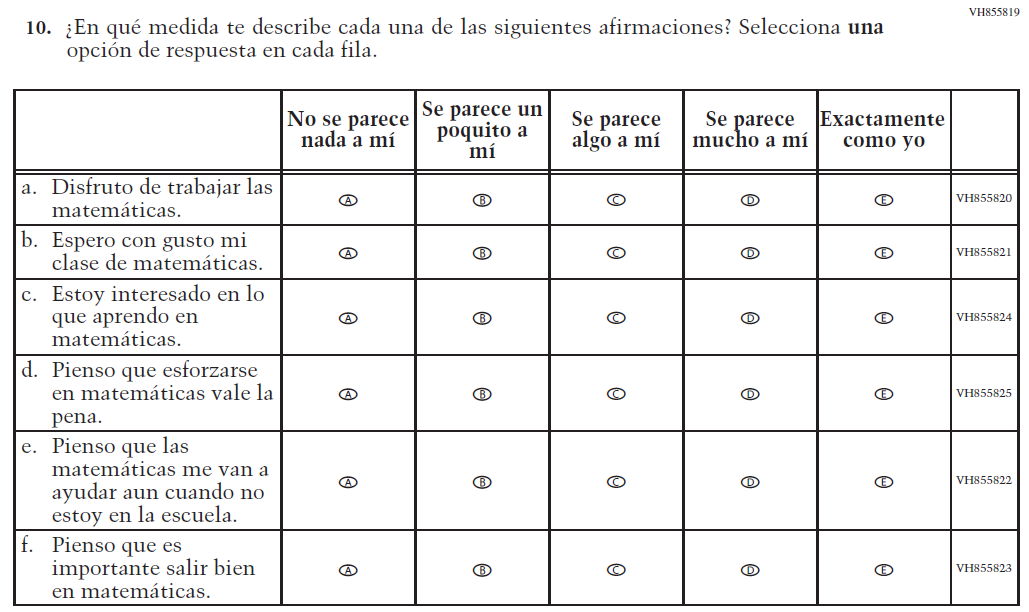 VH855819
10. ¿En qué medida te describe cada una de las siguientes afirmaciones? Selecciona una
opción de respuesta en cada fila.
No se parece
nada a mí
Se parece un
poquito a
mí
Se parece
algo a mí
Se parece
mucho a mí
Exactamente
como yo
a. Disfruto de trabajar las
matemáticas.
A B C D E VH855820
b. Espero con gusto mi
clase de matemáticas.
A B C D E VH855821
c. Estoy interesado en lo
que aprendo en
matemáticas.
A B C D E VH855824
d. Pienso que esforzarse
en matemáticas vale la
pena.
A B C D E VH855825
e. Pienso que las
matemáticas me van a
ayudar aun cuando no
estoy en la escuela.
A B C D E VH855822
f. Pienso que es
importante salir bien
en matemáticas.
A B C D E VH855823